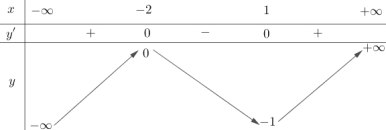 x −∞ −2 1 +∞
y′ + 0 − 0 +
y −∞ 0 −1 +∞